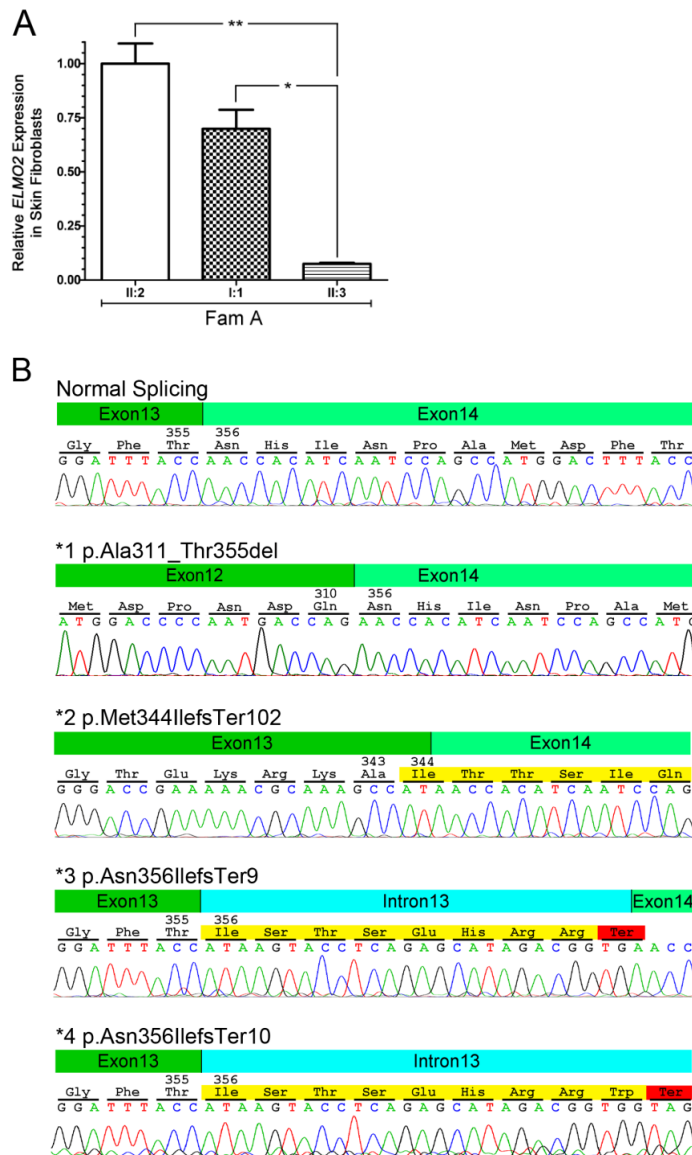 A
**
*
Relative ELMO2 Expression
in Skin Fibroblasts
1.00
0.75
0.50
0.25
0.00
II:2 I:1 II:3
Fam A
B
Normal Splicing
Exon13 Exon14
355 356
Gly Phe Thr Asn His Ile Asn Pro Ala Met Asp Phe Thr
GGATTTACCAACCACATCAATCCAGCCATGGACTTTACC
*1 p.Ala311_Thr355del
Exon12 Exon14
310 356
Met Asp Pro Asn Asp Gln Asn His Ile Asn Pro Ala Met
ATGGACCCCAATGACCAGAACCACATCAATCCAGCCATG
*2 p.Met344IlefsTer102
Exon13 Exon14
343 344
Gly Thr Glu Lys Arg Lys Ala Ile Thr Thr Ser Ile Gln
GGGACCGAAAAACGCAAAGCCATAACCACATCAATCCAG
*3 p.Asn356IlefsTer9
Exon13 Intron13 Exon14
355 356
Gly Phe Thr Ile Ser Thr Ser Glu His Arg Arg Ter
GGATTTACCATAAGTACCTCAGAGCATAGACGGTGAACC
*4 p.Asn356IlefsTer10
Exon13 Intron13
355 356
Gly Phe Thr Ile Ser Thr Ser Glu His Arg Arg Trp Ter
GGATTTACCATAAGTACCTCAGAGCATAGACGGTGGTAG